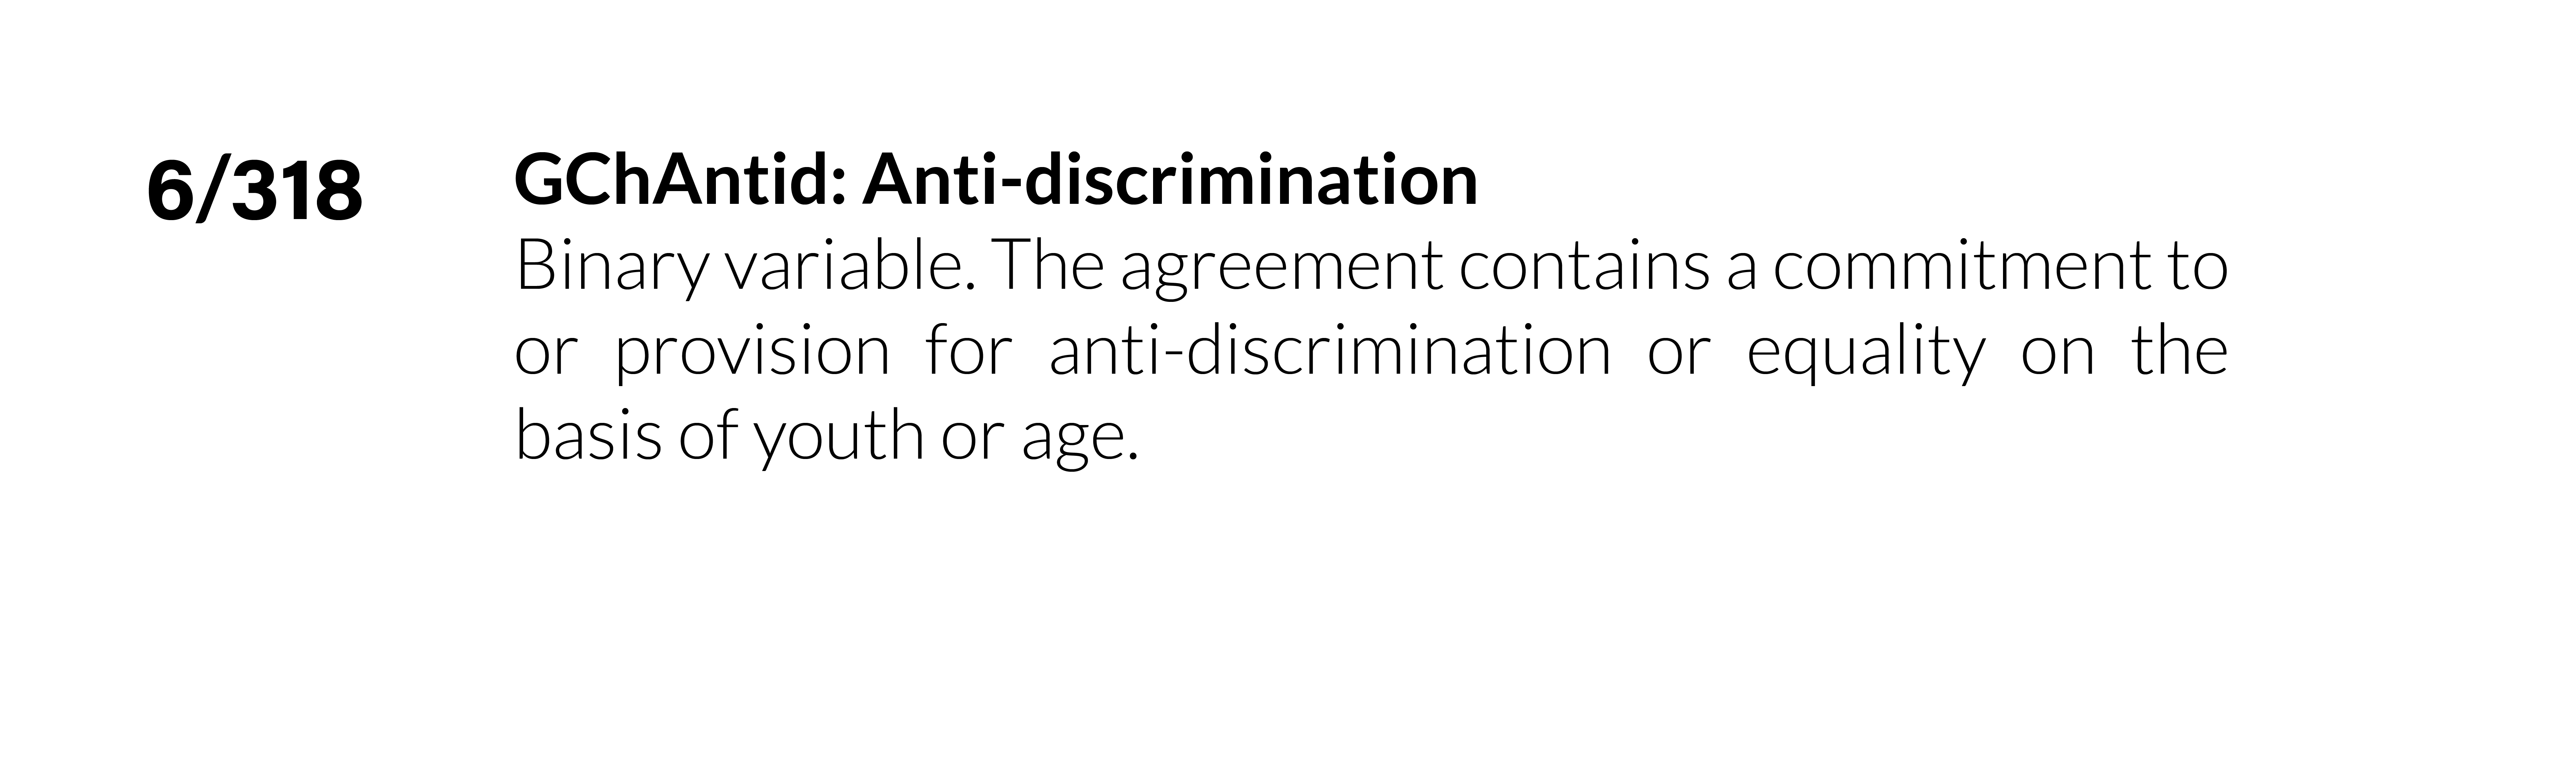 6/318
GChAntid: Anti-discrimination
Binary variable. The agreement contains a commitment to
or provision for anti-discrimination or equality on the
basis of youth or age.